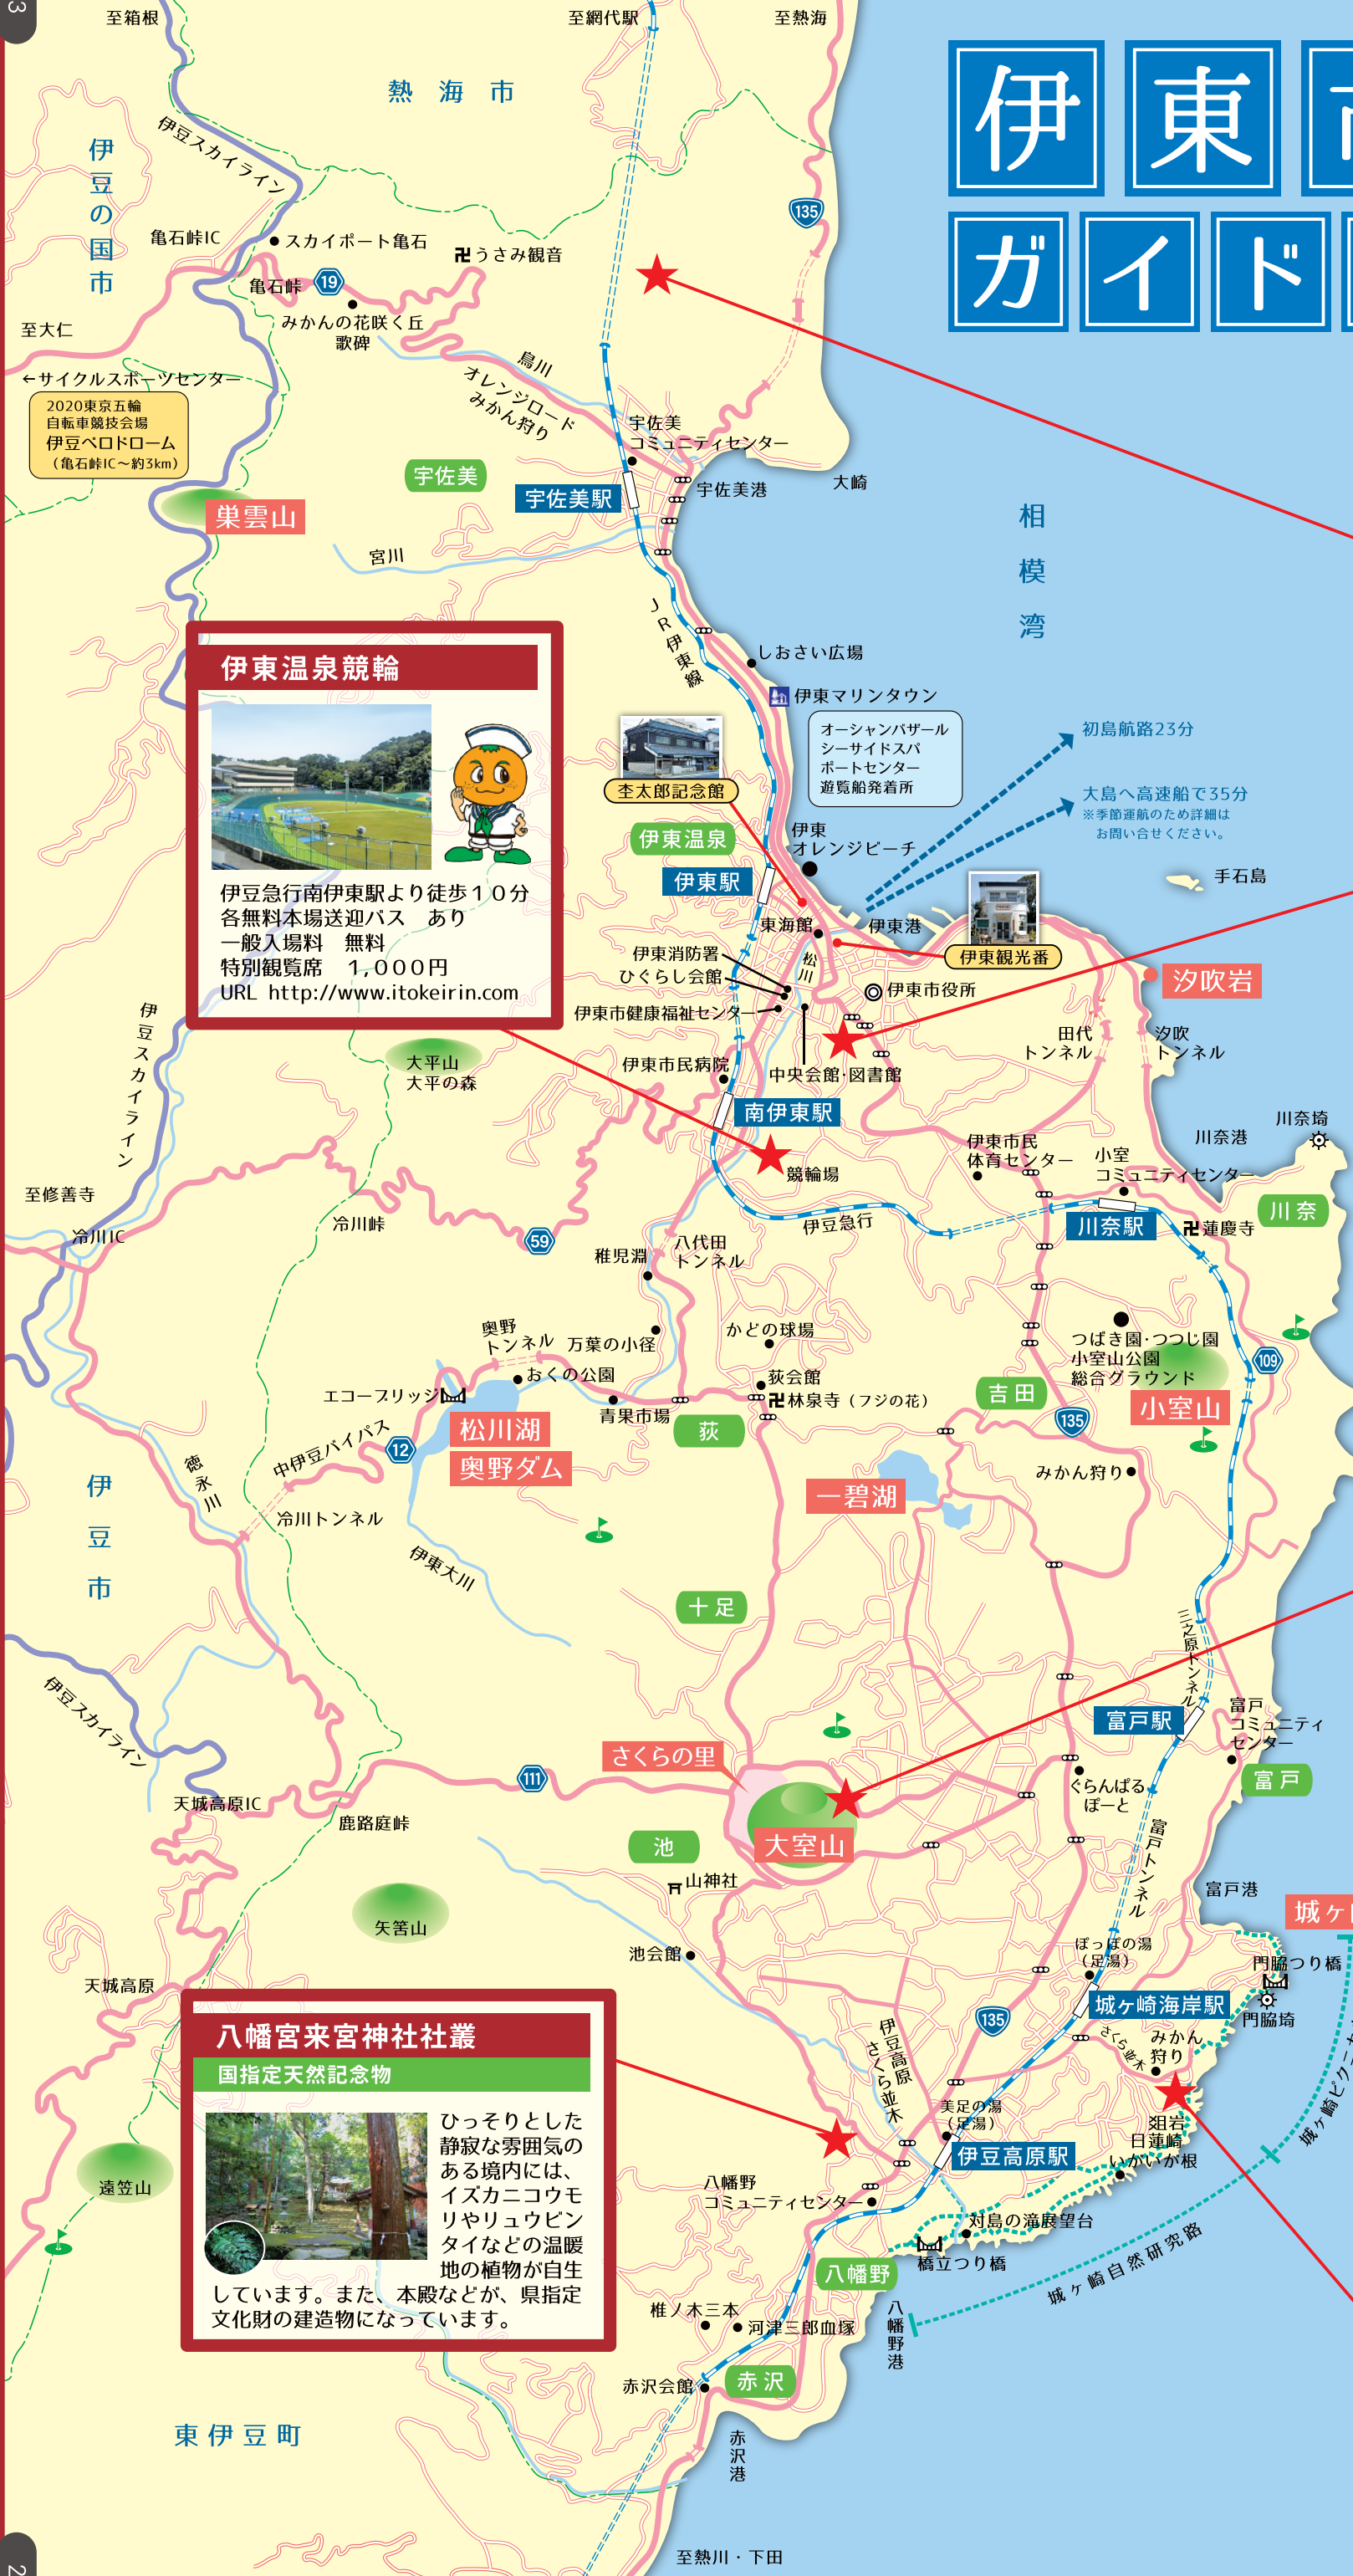 3
至箱根
至網代駅
至熱海
伊東
ガイド
熱海市
伊豆の国市
伊豆スカイライン
135
亀石峠IC
スカイポート亀石
卍うさみ観音
亀石峠
19
みかんの花咲く丘
歌碑
至大仁
←サイクルスポーツセンター
2020東京五輪
自転車競技会場
伊豆ベロドローム
(亀石峠IC～約3km)
烏川
オレンジロード
みかん狩り
宇佐美
コミュニティセンター
宇佐美
宇佐美駅
宇佐美港
大崎
巣雲山
宮川
相模湾
JR伊東線
しおさい広場
伊東マリンタウン
オーシャンバザール
シーサイドスパ
ポートセンター
遊覧船発着所
初島航路23分
大島へ高速船で35分
※季節運航のため詳細は
お問い合せください。
伊東温泉競輪
伊豆急行南伊東駅より徒歩１０分
各無料本場送迎バス　あり
一般入場料　無料
特別観覧席　１,０００円
URL http://www.itokeirin.com
杢太郎記念館
伊東温泉
伊東駅
伊東
オレンジビーチ
手石島
東海館
伊東港
伊東観光番
伊東消防署
ひぐらし会館
松川
伊東市役所
伊東市健康福祉センター
汐吹岩
田代
トンネル
汐吹
トンネル
伊豆スカイライン
大平山
大平の森
伊東市民病院
中央会館・図書館
南伊東駅
競輪場
川奈埼
川奈港
伊東市民
体育センター
小室
コミュニティセンター
川奈
川奈駅
卍蓮慶寺
至修善寺
冷川IC
冷川峠
59
伊豆急行
稚児淵
八代田
トンネル
奥野
トンネル
万葉の小径
かどの球場
おくの公園
エコーブリッジ
荻会館
卍林泉寺（フジの花）
青果市場
荻
松川湖
奥野ダム
つばき園・つつじ園
小室山公園
総合グラウンド
小室山
109
吉田
135
中伊豆バイパス
12
徳永川
冷川トンネル
一碧湖
みかん狩り
伊豆市
伊東大川
十足
三之原トンネル
伊豆スカイライン
富戸駅
富戸
コミュニティ
センター
富戸
さくらの里
111
天城高原IC
鹿路庭峠
大室山
ぐらんぱる
ぽーと
富戸トンネル
池
山神社
矢筈山
池会館
富戸港
城ヶ
ぽっぽの湯
(足湯)
門脇つり橋
門脇埼
天城高原
城ヶ崎海岸駅
135
伊豆高原
さくら並木
さくら並木
みかん
狩り
城ヶ崎ピクニカ
八幡宮来宮神社社叢
国指定天然記念物
ひっそりとした
静寂な雰囲気の
ある境内には、
イズカニコウモ
リやリュウビン
タイなどの温暖
地の植物が自生
しています。また、本殿などが、県指定
文化財の建造物になっています。
美足の湯
(足湯)
伊豆高原駅
俎岩
日蓮崎
いがいが根
遠笠山
八幡野
コミュニティセンター
対島の滝展望台
橋立つり橋
八幡野
城ヶ崎自然研究路
八幡野港
椎ノ木三本
河津三郎血塚
赤沢会館
赤沢
東伊豆町
赤沢港
至熱川・下田
2